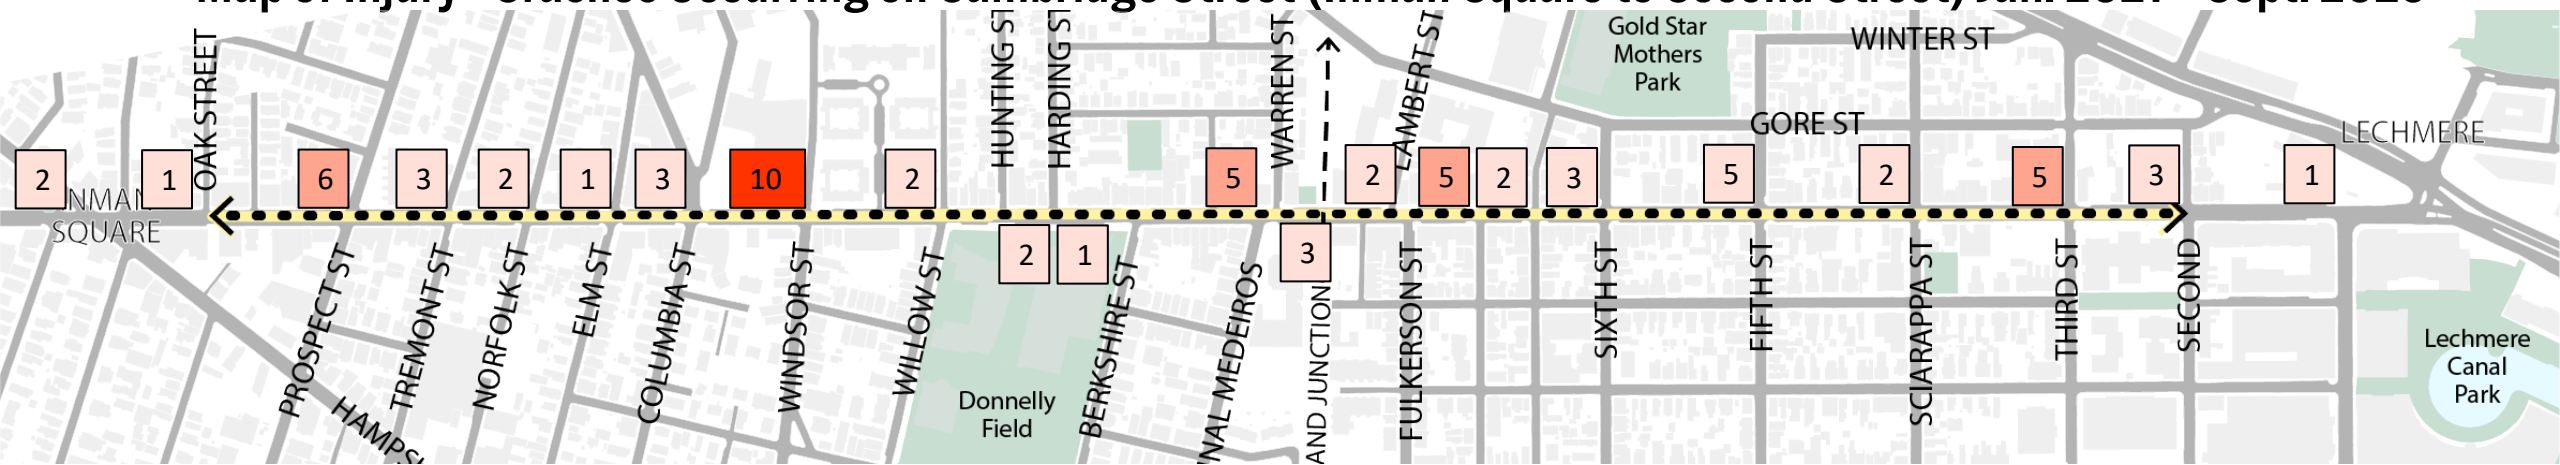 OAK STREET
HUNTING ST
HARDING ST
WARREN ST
LAMBERT ST
Gold Star
Mothers
Park
WINTER ST
GORE ST
LECHMERE
2
1
6
3
2
1
3
10
2
5
2
5
2
3
5
2
5
3
1
SQUARE
2
1
3
PROSPECT ST
TREMONT ST
NORFOLK ST
ELM ST
COLUMBIA ST
WINDSOR ST
WILLOW ST
Donnelly
Field
BERKSHIRE ST
MEDEIROS
JUNCTION
FULKERSON ST
SIXTH ST
FIFTH ST
SCIARAPPA ST
THIRD ST
SECOND
Lechmere
Canal
Park